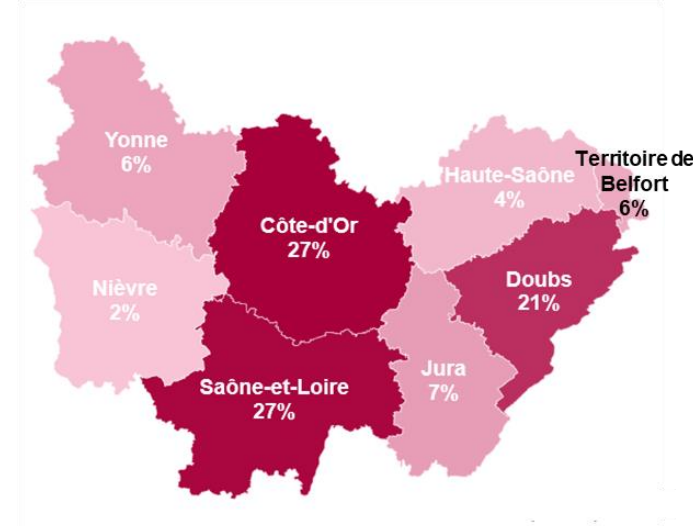 Yonne
6%
Haute-Saône
4%
Territoire de
Belfort
6%
Côte-d'Or
27%
Doubs
21%
Nièvre
2%
Jura
7%
Saône-et-Loire
27%